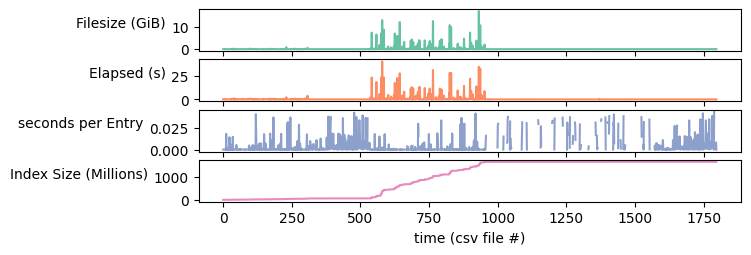 Filesize (GiB)
10
0
Elapsed (s)
25
0
seconds per Entry
0.025
0.000
Index Size (Millions)
1000
0
0 250 500 750 1000 1250 1500 1750
time (csv file #)